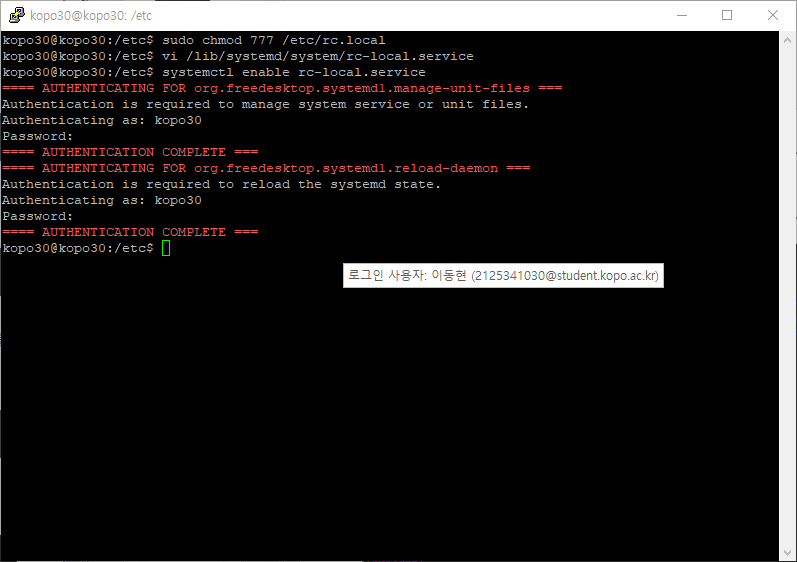 kopo30@kopo30: /etc
kopo30@kopo30:/etc$ sudo chmod 777 /etc/rc.local
kopo30@kopo30:/etc$ vi /lib/systemd/system/rc-local.service
kopo30@kopo30:/etc$ systemctl enable rc-local.service
==== AUTHENTICATING FOR org.freedesktop.systemd1.manage-unit-files ===
Authentication is required to manage system service or unit files.
Authenticating as: kopo30
Password:
==== AUTHENTICATION COMPLETE ===
==== AUTHENTICATING FOR org.freedesktop.systemd1.reload-daemon ===
Authentication is required to reload the systemd state.
Authenticating as: kopo30
Password:
==== AUTHENTICATION COMPLETE ===
kopo30@kopo30:/etc$
로그인 사용자: 이동현 (2125341030@student.kopo.ac.kr)